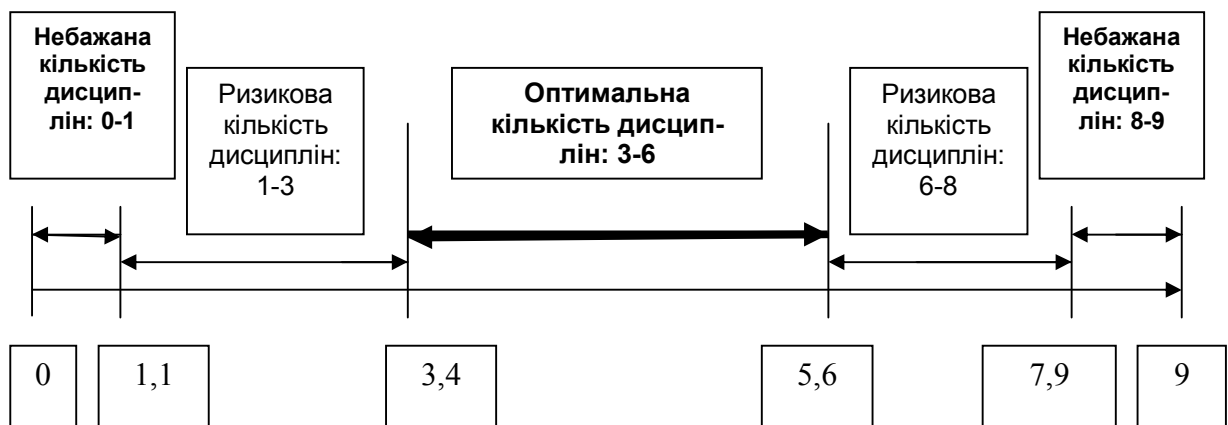 Небажана
кількість
дисцип-
лін: 0-1
Ризикова
кількість
дисциплін:
1-3
Оптимальна
кількість дисцип-
лін: 3-6
Ризикова
кількість
дисциплін:
6-8
Небажана
кількість
дисцип-
лін: 8-9
0
1,1
3,4
5,6
7,9
9